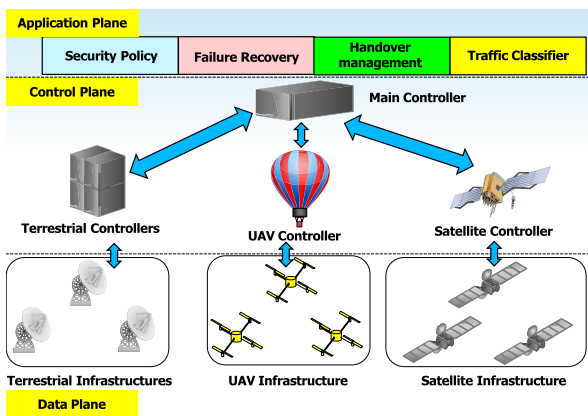 Application Plane
Security Policy
Failure Recovery
Handover
management
Traffic Classifier
Control Plane
Main Controller
Terrestrial Controllers
UAV Controller
Satellite Controller
Terrestrial Infrastructures
UAV Infrastructure
Satellite Infrastructure
Data Plane